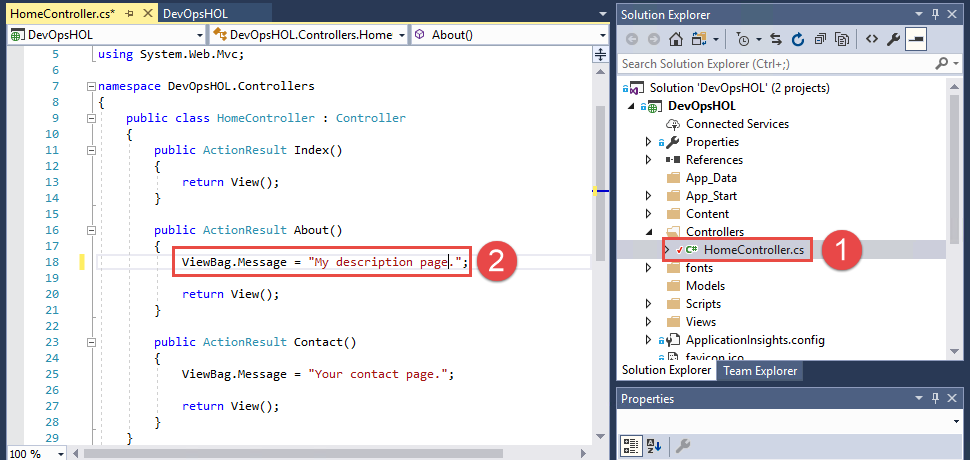 HomeController.cs*
DevOpsHOL
DevOpsHOL
DevOpsHOL.Controllers.Home
About()
5 using System.Web.Mvc;
6
7 namespace DevOpsHOL.Controllers
8 {
9 public class HomeController : Controller
10 {
11 public ActionResult Index()
12 {
13 return View();
14 }
15
16 public ActionResult About()
17 {
18 ViewBag.Message = "My description page.";
19
20 return View();
21 }
22
23 public ActionResult Contact()
24 {
25 ViewBag.Message = "Your contact page.";
26
27 return View();
28 }
29 }
100 %
2
Solution Explorer
Search Solution Explorer (Ctrl+;)
Solution 'DevOpsHOL' (2 projects)
DevOpsHOL
Connected Services
Properties
References
App_Data
App_Start
Content
Controllers
C# HomeController.cs
1
fonts
Models
Scripts
Views
ApplicationInsights.config
favicon.ico
Solution Explorer
Team Explorer
Properties